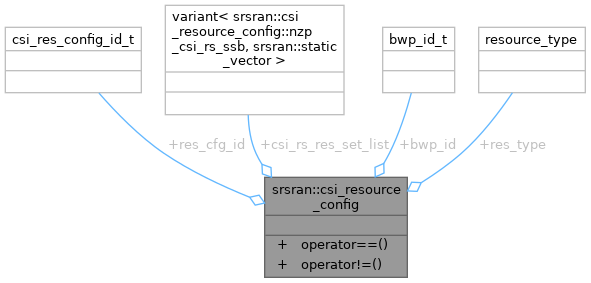 csi_res_config_id_t
variant< srsran::csi
_resource_config::nzp
_csi_rs_ssb, srsran::static
_vector >
bwp_id_t
resource_type
+res_cfg_id
+csi_rs_res_set_list
+bwp_id
+res_type
srsran::csi_resource
_config
+ operator==()
+ operator!=()